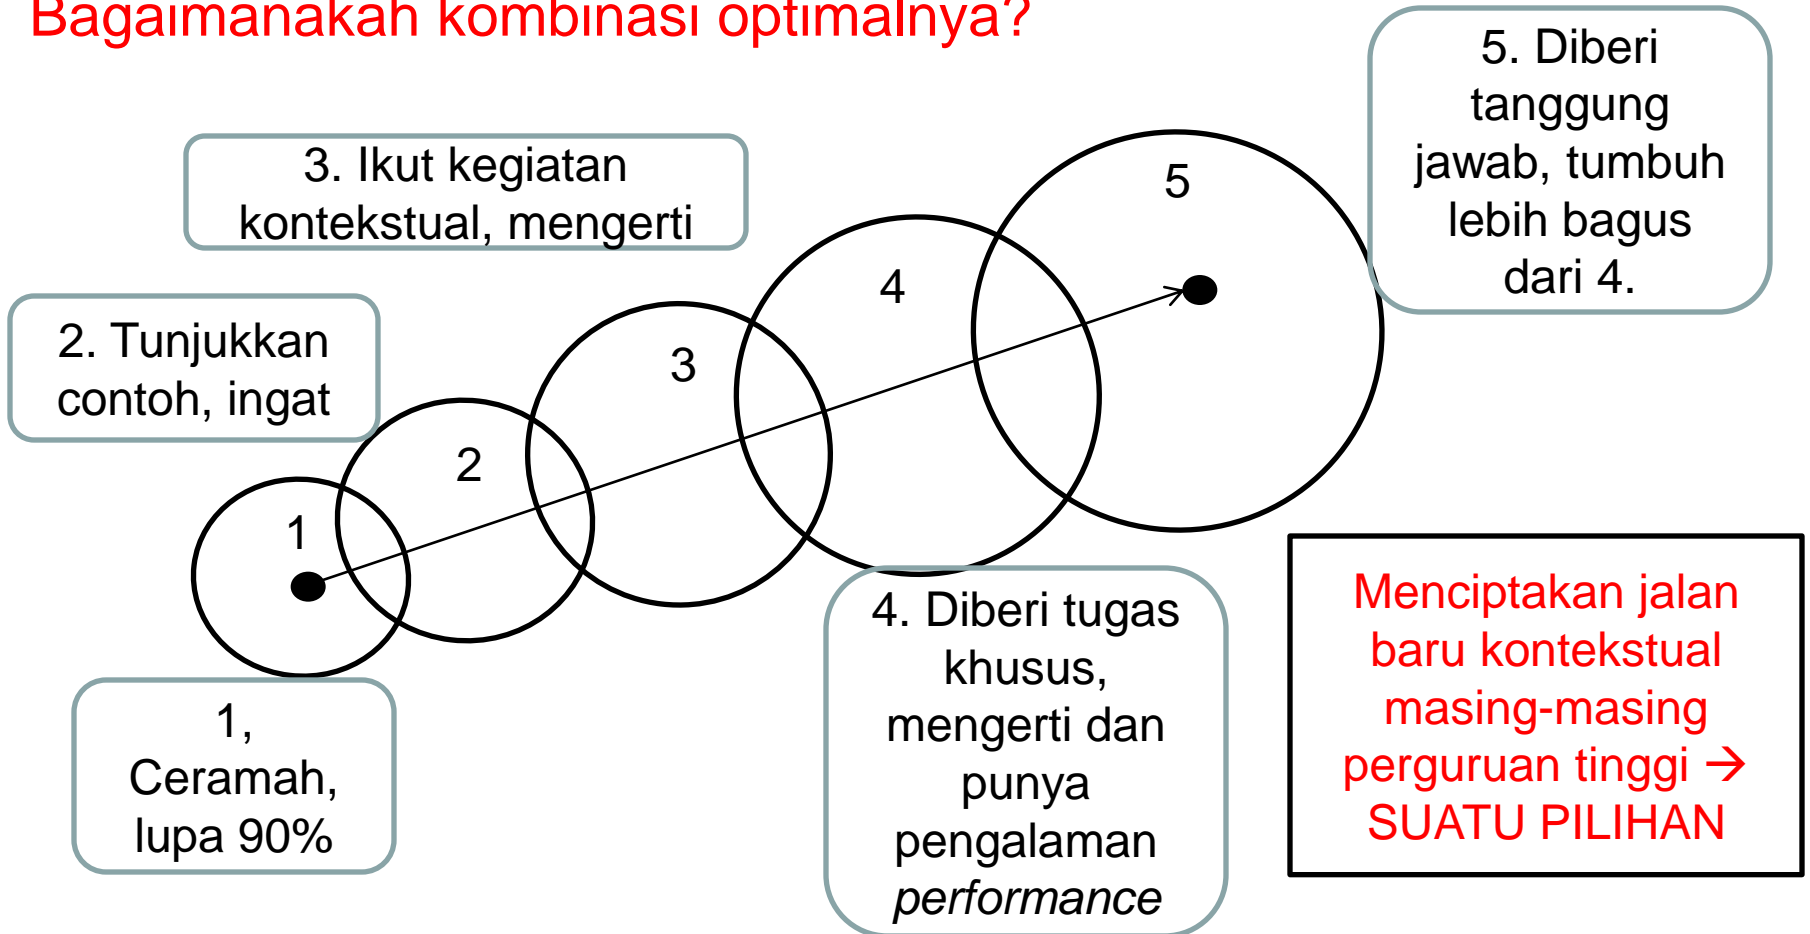 Bagaimanakah kombinasi optimalnya?
5. Diberi
tanggung
jawab, tumbuh
lebih bagus
dari 4.
3. Ikut kegiatan
kontekstual, mengerti
5
4
2. Tunjukkan
contoh, ingat
3
2
1
1,
Ceramah,
lupa 90%
4. Diberi tugas
khusus,
mengerti dan
punya
pengalaman
performance
Menciptakan jalan
baru kontekstual
masing-masing
perguruan tinggi →
SUATU PILIHAN